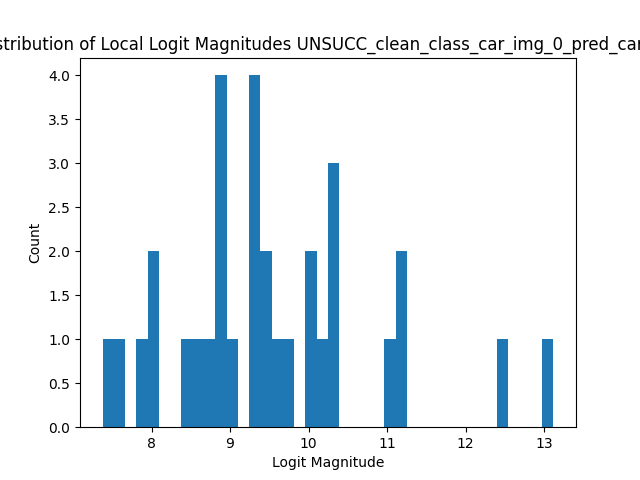 stribution of Local Logit Magnitudes UNSUCC_clean_class_car_img_0_pred_car
4.0
3.5
3.0
2.5
2.0
1.5
1.0
0.5
0.0
Count
8 9 10 11 12 13
Logit Magnitude